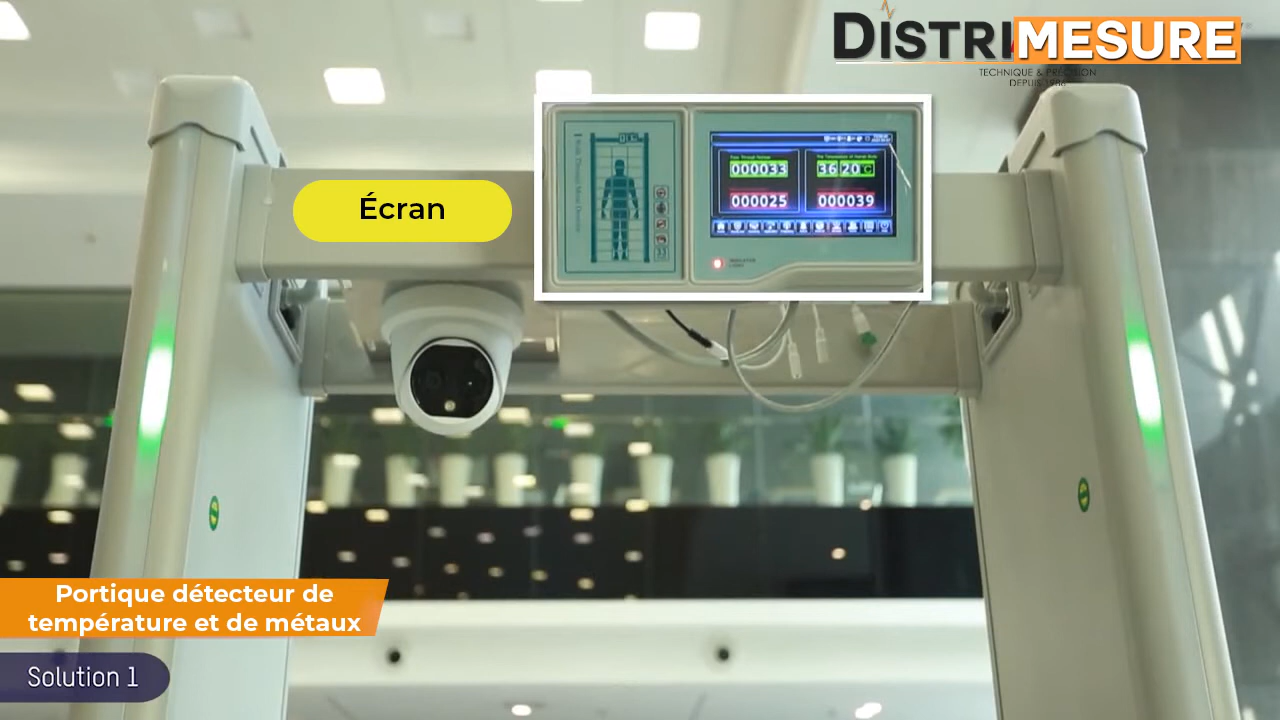 DISTRIMESURE
TECHNIQUE & PRÉCISION
DEPUIS 1986
Écran
000033
36 20 C
000025
000039
Portique détecteur de
température et de métaux
Solution 1